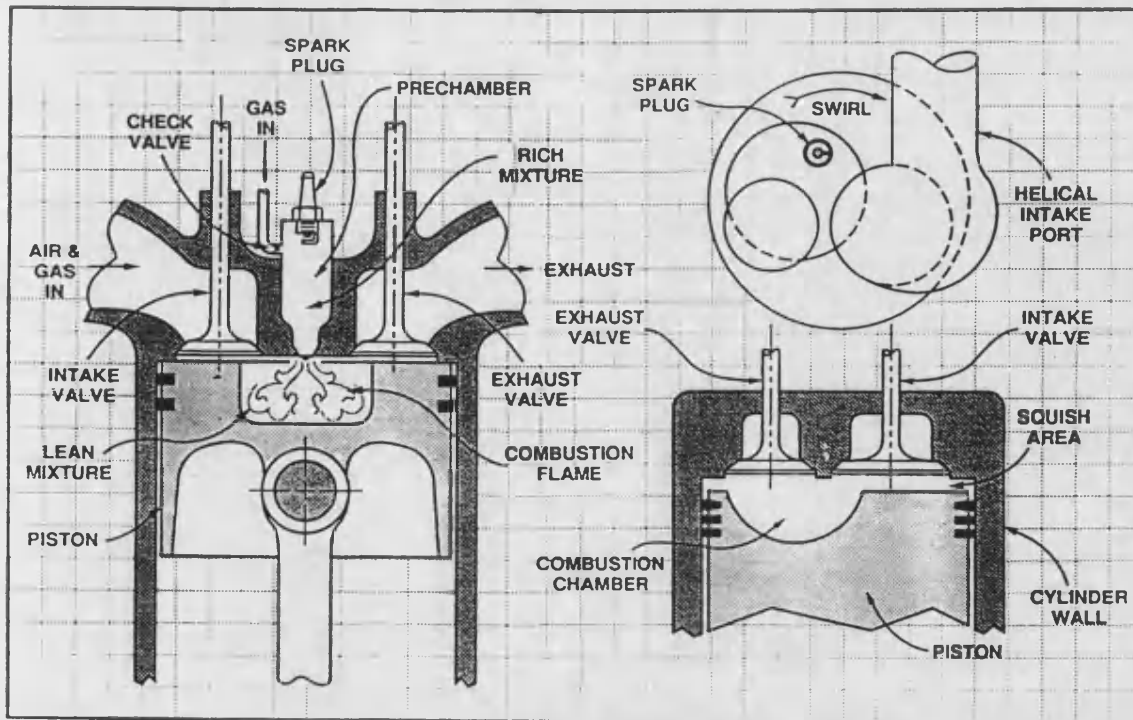 SPARK
PLUG
PRECHAMBER
GAS
IN
CHECK
VALVE
RICH
MIXTURE
AIR &
GAS
IN
EXHAUST
INTAKE
VALVE
EXHAUST
VALVE
LEAN
MIXTURE
COMBUSTION
FLAME
PISTON
SPARK
PLUG
SWIRL
HELICAL
INTAKE
PORT
EXHAUST
VALVE
INTAKE
VALVE
SQUISH
AREA
COMBUSTION
CHAMBER
CYLINDER
WALL
PISTON